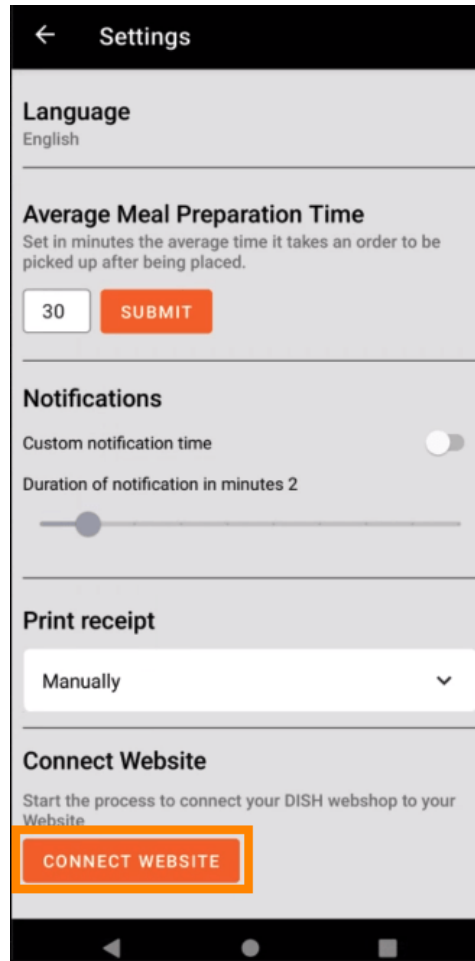 Settings
Language
English
Average Meal Preparation Time
Set in minutes the average time it takes an order to be
picked up after being placed.
30 SUBMIT
Notifications
Custom notification time
Duration of notification in minutes 2
Print receipt
Manually
Connect Website
Start the process to connect your DISH webshop to your
Website
CONNECT WEBSITE